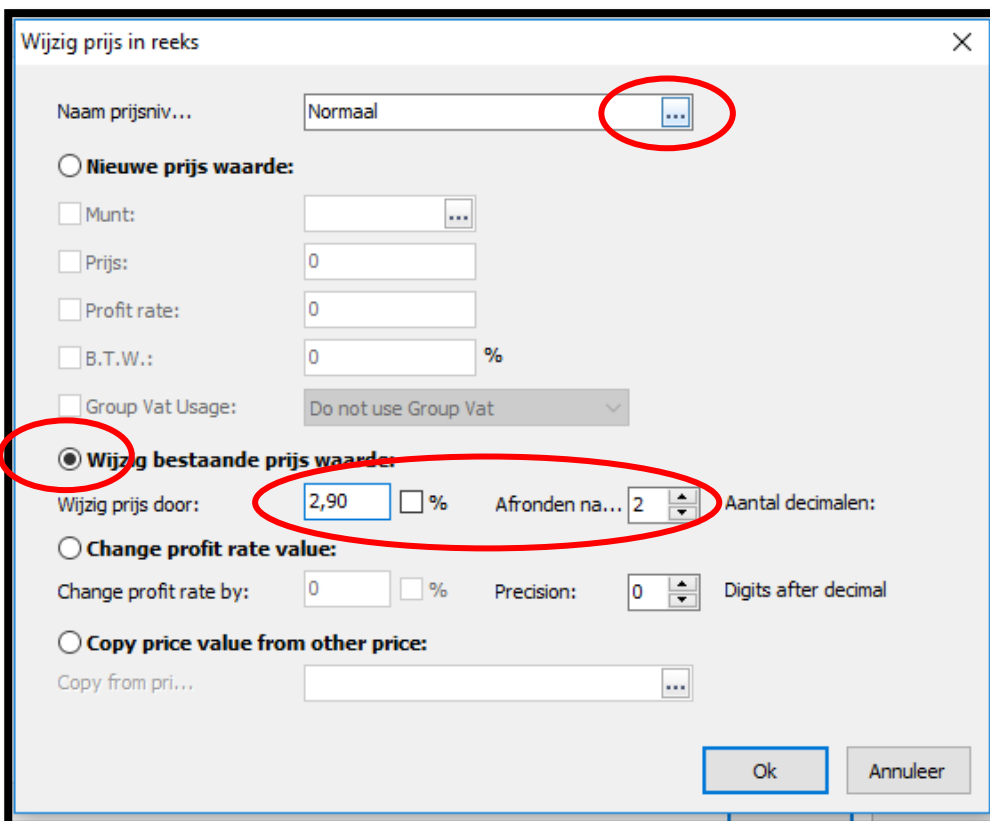 Wijzig prijs in reeks
Naam prijsniv... Normaal ...
Nieuwe prijs waarde:
Munt: ...
Prijs: 0
Profit rate: 0
B.T.W.: 0 %
Group Vat Usage: Do not use Group Vat
Wijzig bestaande prijs waarde:
Wijzig prijs door: 2,90 % Afronden na... 2 Aantal decimalen:
Change profit rate value:
Change profit rate by: 0 % Precision: 0 Digits after decimal
Copy price value from other price:
Copy from pri... ...
Ok Annuleer